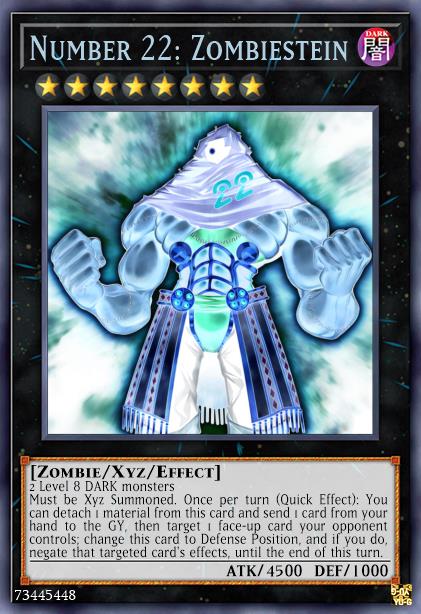 NUMBER 22: ZOMBIESTEIN
DARK
闇
22
[ZOMBIE/XYZ/EFFECT]
2 Level 8 DARK monsters
Must be Xyz Summoned. Once per turn (Quick Effect): You
can detach 1 material from this card and send 1 card from your
hand to the GY, then target 1 face-up card your opponent
controls; change this card to Defense Position, and if you do,
negate that targeted card's effects, until the end of this turn.
ATK/4500 DEF/1000
73445448